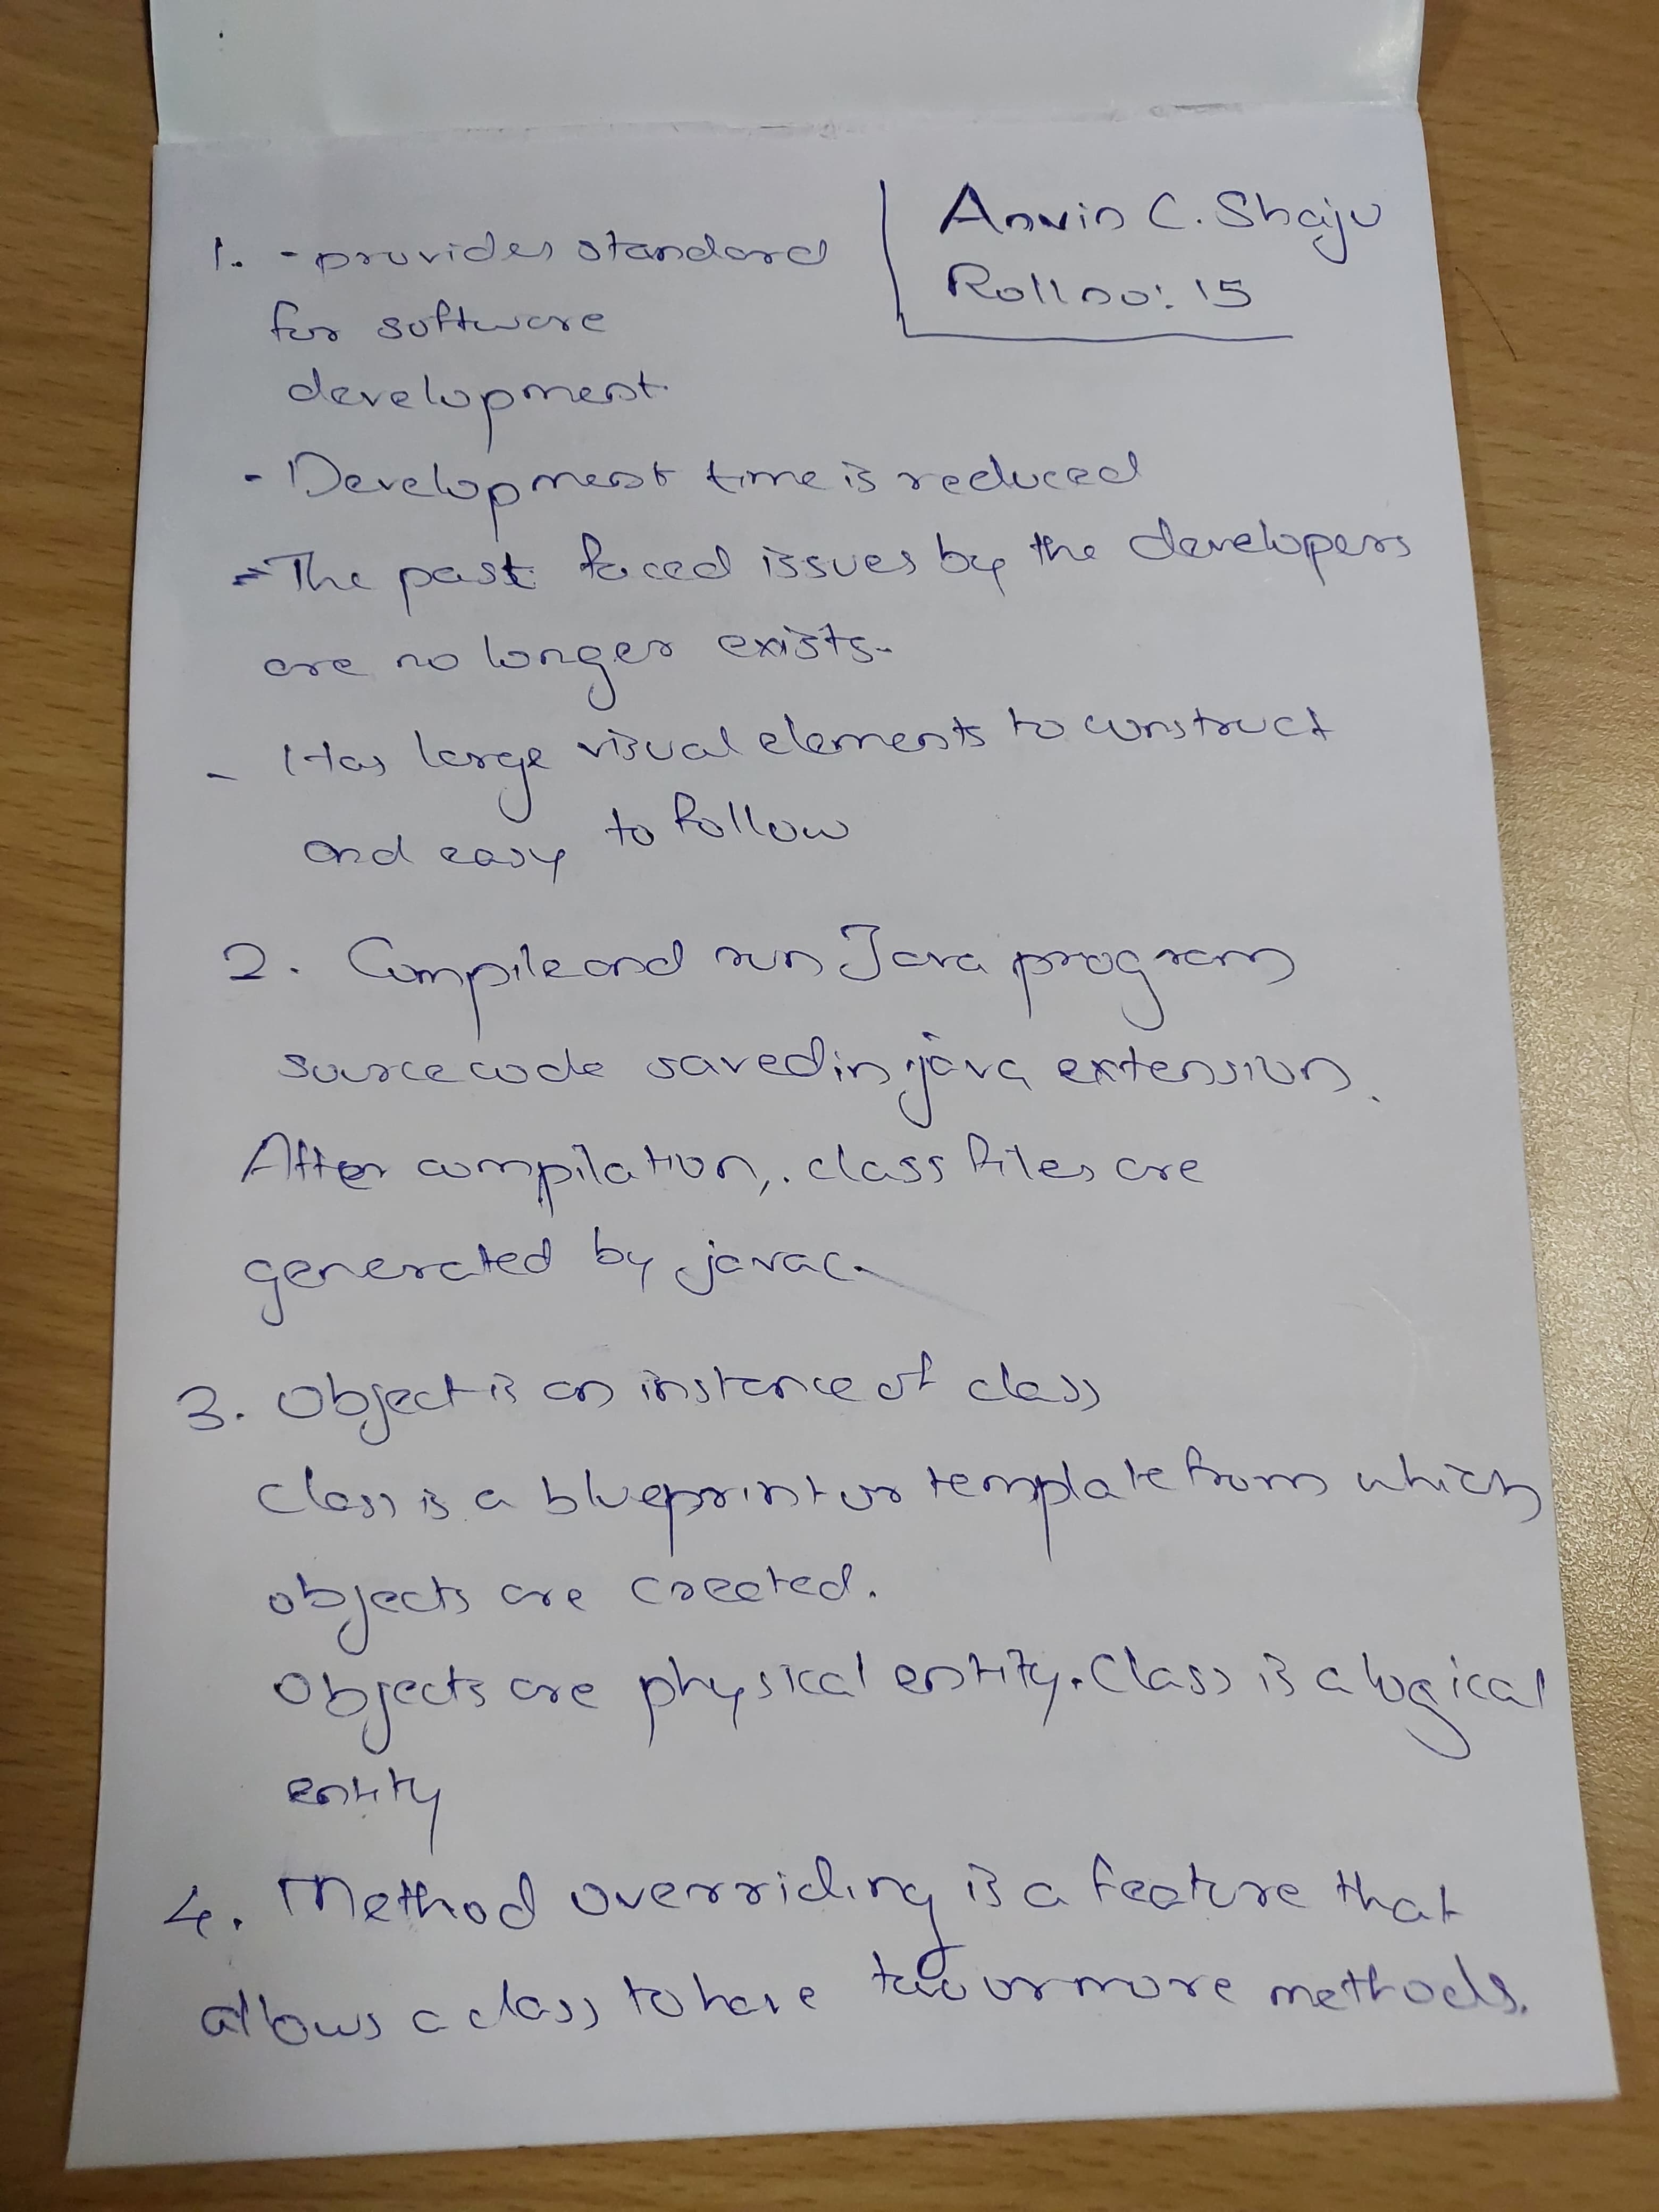 Anvin C. Shaju
Roll no: 15
1. - provides standard
for software
development.
- Development time is reduced
- The past faced issues by the developers
are no longer exists.
- Has large visual elements to construct
and easy to follow
2. Compile and run Java program
source code saved in .java extension.
After compilation, .class files are
generated by javac.
3. Object is an instance of class
Class is a blueprint or template from which
objects are created.
Objects are physical entity. Class is a logical
entity
4. Method overriding is a feature that
allows a class to have two or more methods.